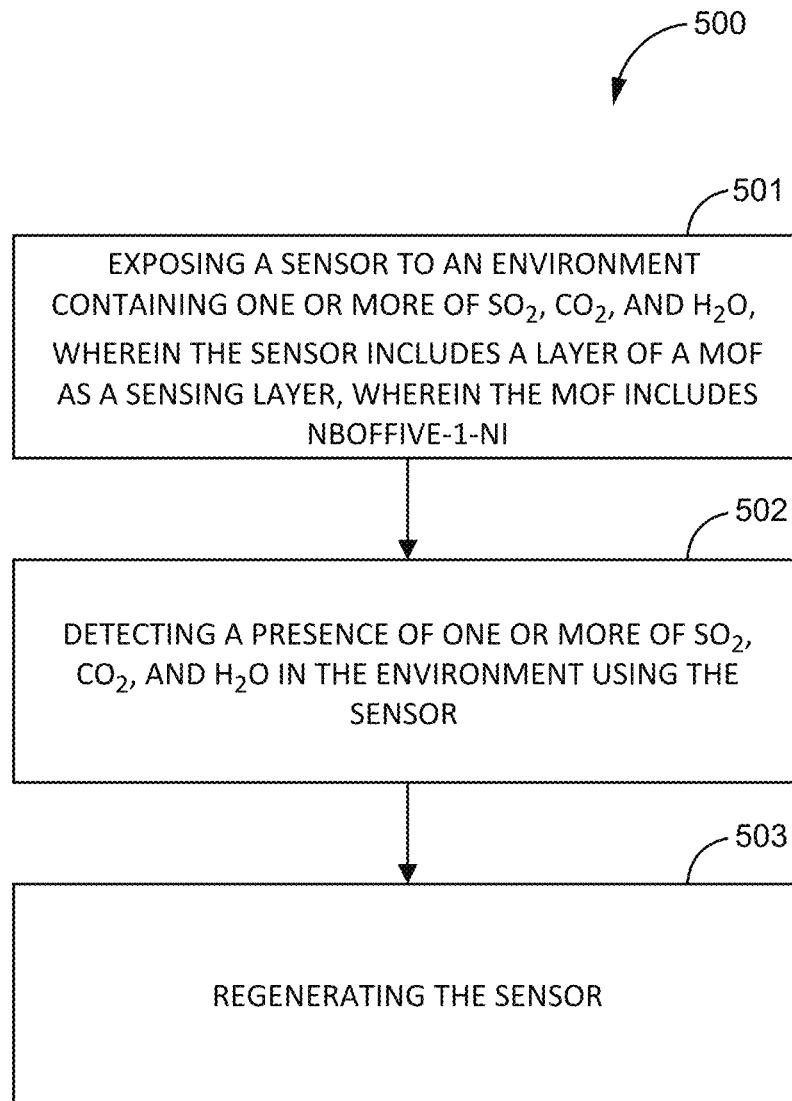 500
501
EXPOSING A SENSOR TO AN ENVIRONMENT
CONTAINING ONE OR MORE OF SO₂, CO₂, AND H₂O,
WHEREIN THE SENSOR INCLUDES A LAYER OF A MOF
AS A SENSING LAYER, WHEREIN THE MOF INCLUDES
NBOFFIVE-1-NI
502
DETECTING A PRESENCE OF ONE OR MORE OF SO₂,
CO₂, AND H₂O IN THE ENVIRONMENT USING THE
SENSOR
503
REGENERATING THE SENSOR